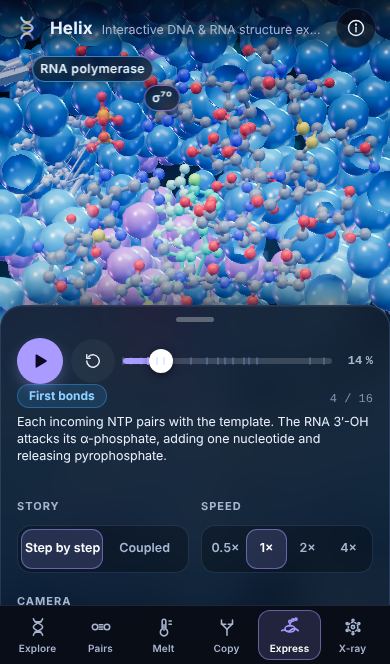 Helix Interactive DNA & RNA structure ex...
RNA polymerase
σ⁷⁰
14 %
First bonds
4 / 16
Each incoming NTP pairs with the template. The RNA 3′-OH
attacks its α-phosphate, adding one nucleotide and
releasing pyrophosphate.
STORY
SPEED
Step by step
Coupled
0.5×
1×
2×
4×
CAMERA
Explore
Pairs
Melt
Copy
Express
X-ray